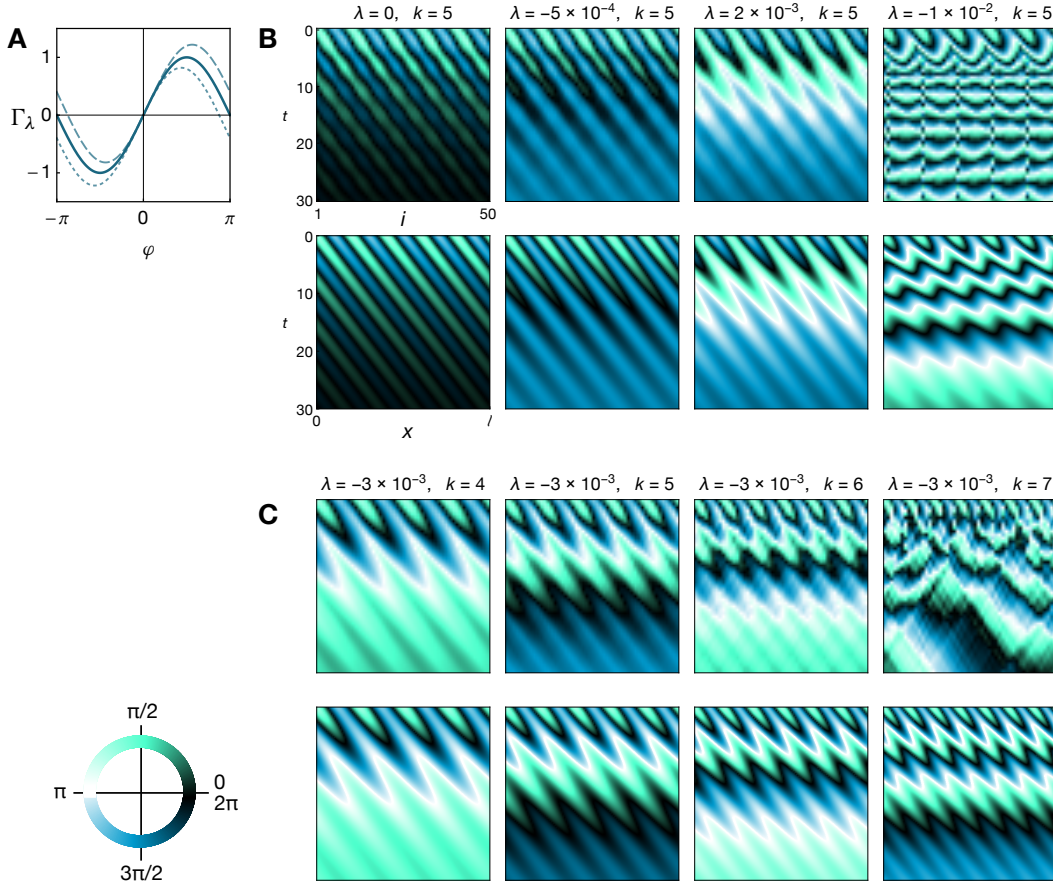 A
1
0
−1
Γλ
−π
0
π
φ
B
λ = 0, k = 5
λ = −5 × 10⁻⁴, k = 5
λ = 2 × 10⁻³, k = 5
λ = −1 × 10⁻², k = 5
0
10
t
20
30
1
i
50
0
10
t
20
30
0
x
l
C
λ = −3 × 10⁻³, k = 4
λ = −3 × 10⁻³, k = 5
λ = −3 × 10⁻³, k = 6
λ = −3 × 10⁻³, k = 7
π/2
π
0
2π
3π/2